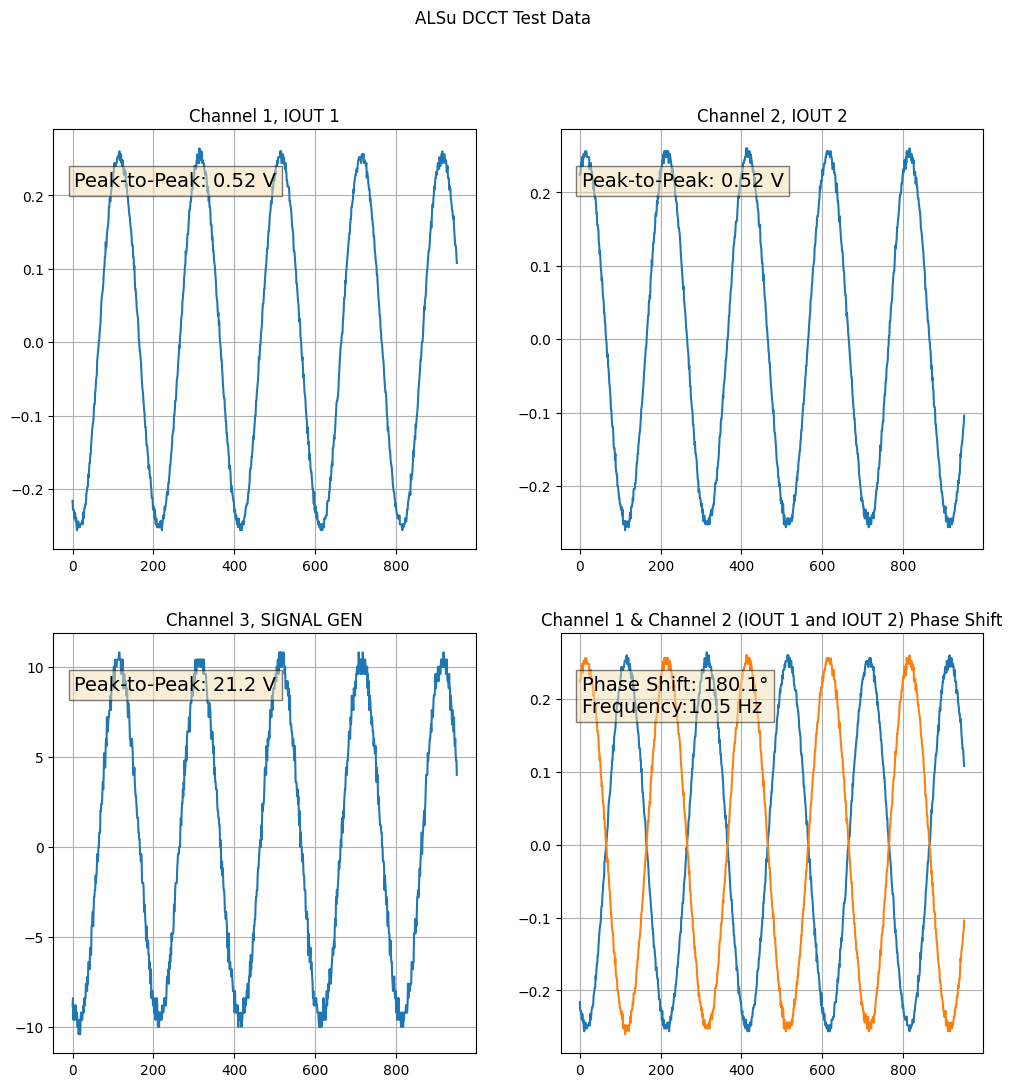 ALSu DCCT Test Data
Channel 1, IOUT 1
Peak-to-Peak: 0.52 V
0.2
0.1
0.0
−0.1
−0.2
0 200 400 600 800
Channel 2, IOUT 2
Peak-to-Peak: 0.52 V
0.2
0.1
0.0
−0.1
−0.2
0 200 400 600 800
Channel 3, SIGNAL GEN
Peak-to-Peak: 21.2 V
10
5
0
−5
−10
0 200 400 600 800
Channel 1 & Channel 2 (IOUT 1 and IOUT 2) Phase Shift
Phase Shift: 180.1°
Frequency:10.5 Hz
0.2
0.1
0.0
−0.1
−0.2
0 200 400 600 800